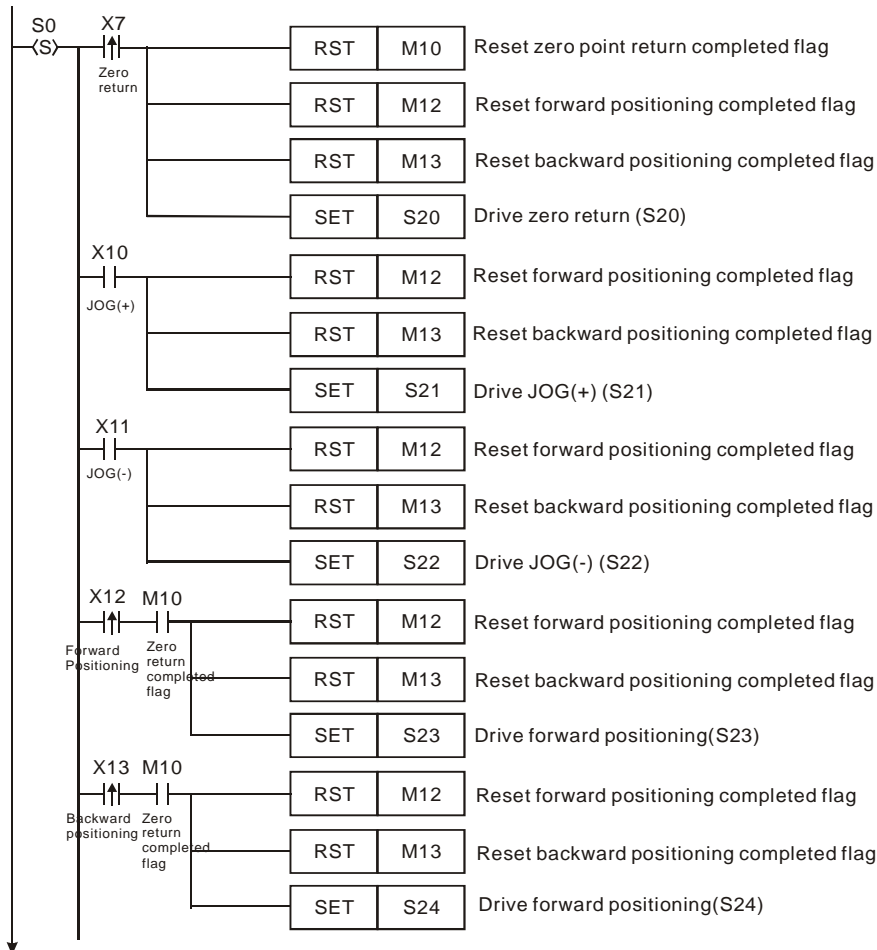 S0 X7
(S)
RST M10 Reset zero point return completed flag
Zero
return
RST M12 Reset forward positioning completed flag
RST M13 Reset backward positioning completed flag
SET S20 Drive zero return (S20)
X10
RST M12 Reset forward positioning completed flag
JOG(+)
RST M13 Reset backward positioning completed flag
SET S21 Drive JOG(+) (S21)
X11
RST M12 Reset forward positioning completed flag
JOG(-)
RST M13 Reset backward positioning completed flag
SET S22 Drive JOG(-) (S22)
X12 M10
RST M12 Reset forward positioning completed flag
Forward
Positioning
Zero
return
completed
flag
RST M13 Reset backward positioning completed flag
SET S23 Drive forward positioning(S23)
X13 M10
RST M12 Reset forward positioning completed flag
Backward
positioning
Zero
return
completed
flag
RST M13 Reset backward positioning completed flag
SET S24 Drive forward positioning(S24)